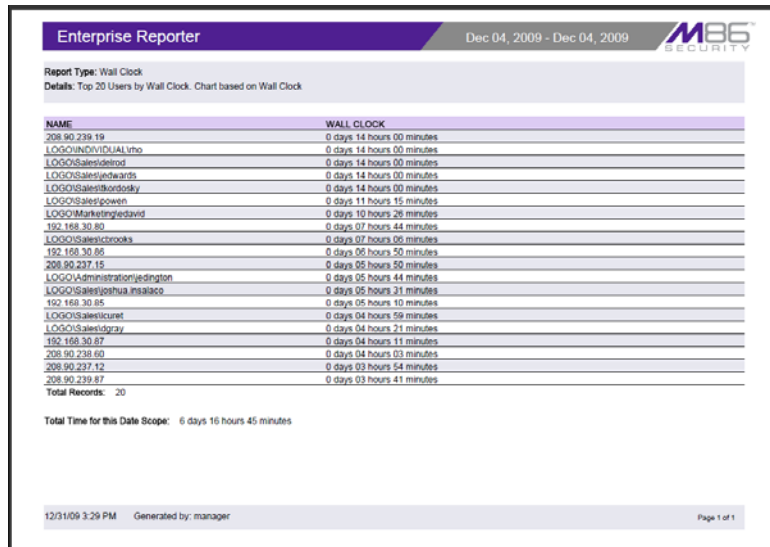 Enterprise Reporter
Dec 04, 2009 - Dec 04, 2009
M86
SECURITY
Report Type: Wall Clock
Details: Top 20 Users by Wall Clock. Chart based on Wall Clock
NAME WALL CLOCK
208.90.239.19 0 days 14 hours 00 minutes
LOGO\INDIVIDUAL\rho 0 days 14 hours 00 minutes
LOGO\Sales\delrod 0 days 14 hours 00 minutes
LOGO\Sales\jedwards 0 days 14 hours 00 minutes
LOGO\Sales\tkordosky 0 days 14 hours 00 minutes
LOGO\Sales\powen 0 days 11 hours 15 minutes
LOGO\Marketing\edavid 0 days 10 hours 26 minutes
192.168.30.80 0 days 07 hours 44 minutes
LOGO\Sales\cbrooks 0 days 07 hours 06 minutes
192.168.30.86 0 days 06 hours 50 minutes
208.90.237.15 0 days 05 hours 50 minutes
LOGO\Administration\jedington 0 days 05 hours 44 minutes
LOGO\Sales\joshua.insalaco 0 days 05 hours 31 minutes
192.168.30.85 0 days 05 hours 10 minutes
LOGO\Sales\lcuret 0 days 04 hours 59 minutes
LOGO\Sales\dgray 0 days 04 hours 21 minutes
192.168.30.87 0 days 04 hours 11 minutes
208.90.238.60 0 days 04 hours 03 minutes
208.90.237.12 0 days 03 hours 54 minutes
208.90.239.87 0 days 03 hours 41 minutes
Total Records: 20
Total Time for this Date Scope: 6 days 16 hours 45 minutes
12/31/09 3:29 PM Generated by: manager Page 1 of 1